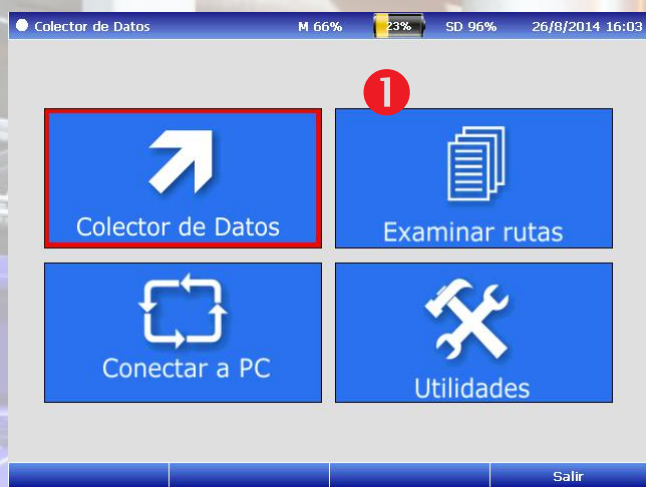 Colector de Datos M 66% 23% SD 96% 26/8/2014 16:03
1
Colector de Datos
Examinar rutas
Conectar a PC
Utilidades
Salir